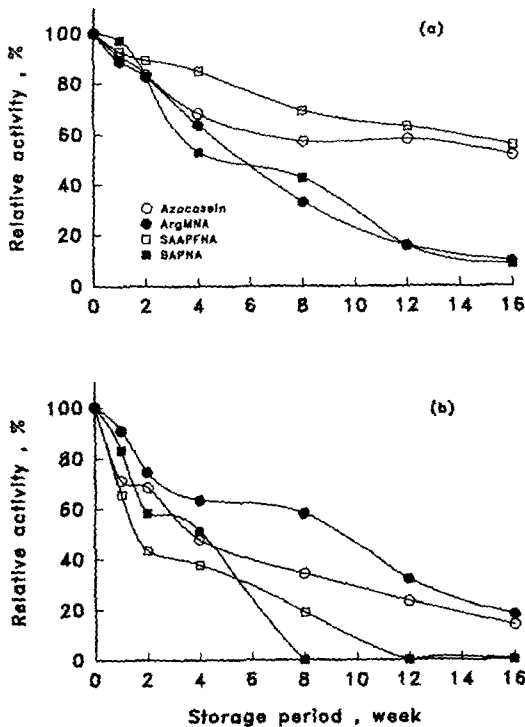 (a)
Relative activity , %
100
80
60
40
20
0
Azocasein
ArgMNA
SAAPFNA
BAPNA
0 2 4 6 8 10 12 14 16
(b)
Relative activity , %
100
80
60
40
20
0
0 2 4 6 8 10 12 14 16
Storage period , week